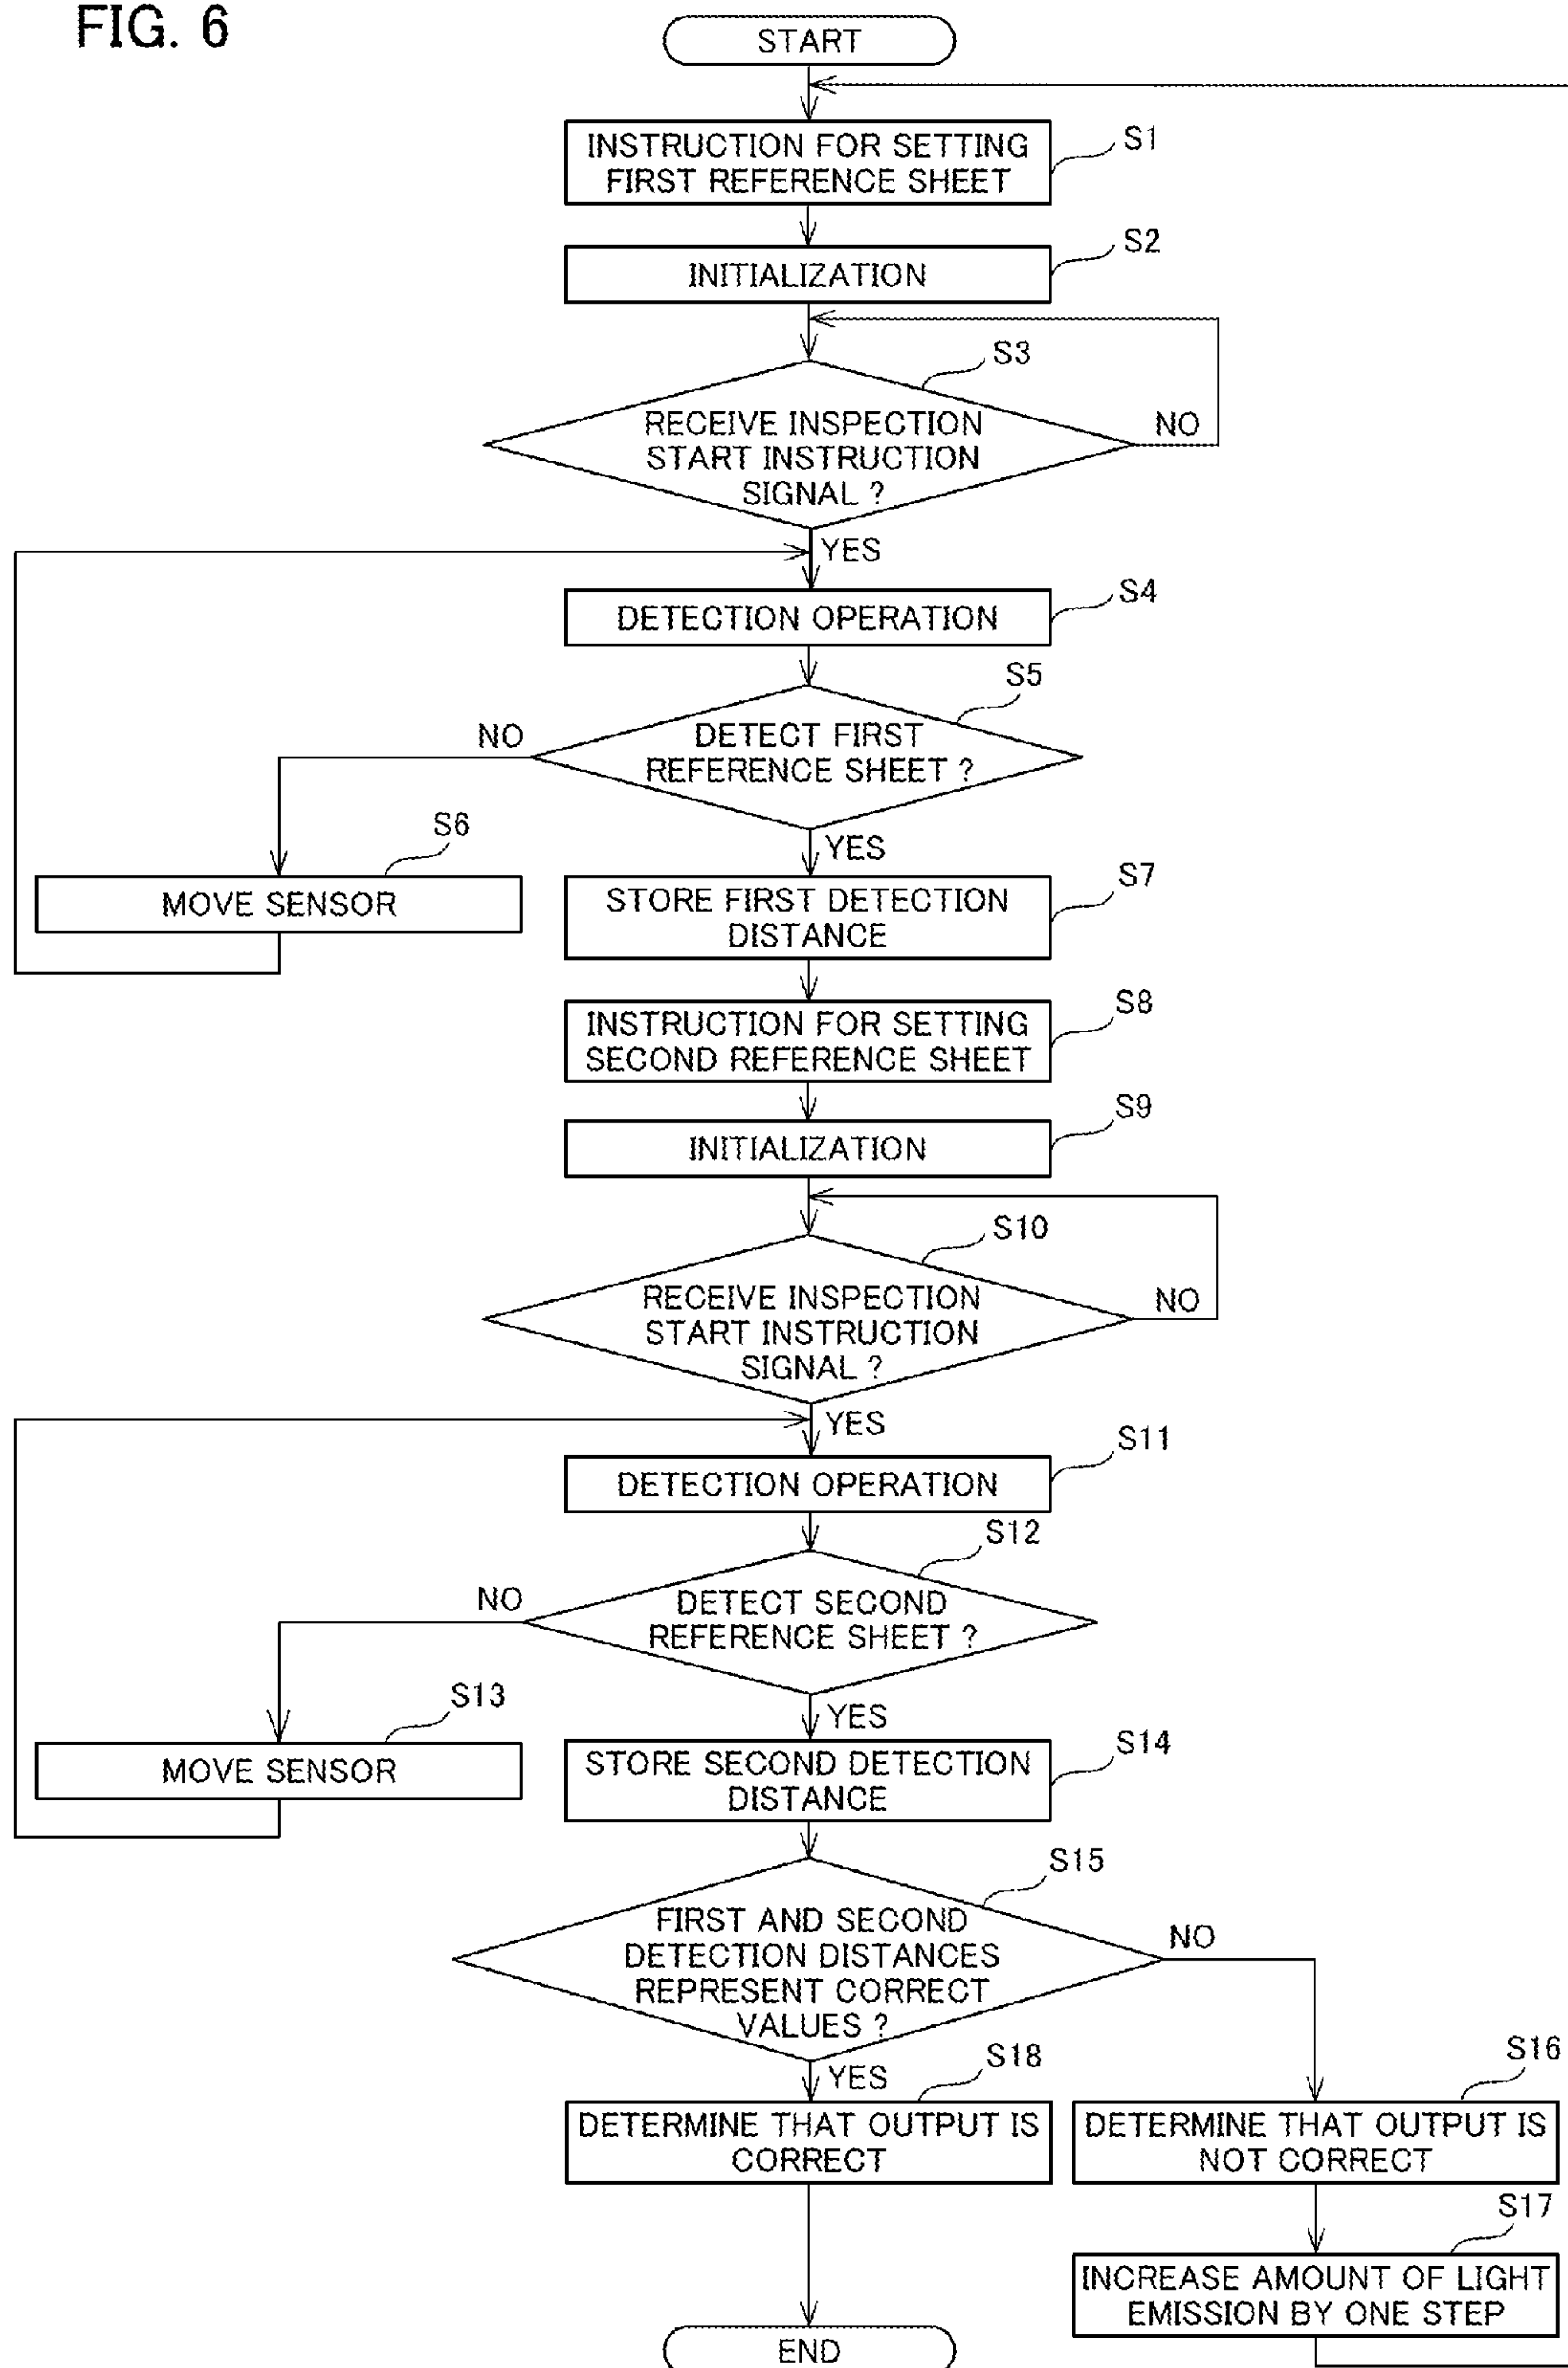 FIG. 6
START
INSTRUCTION FOR SETTING
FIRST REFERENCE SHEET
S1
INITIALIZATION
S2
S3
RECEIVE INSPECTION
START INSTRUCTION
SIGNAL ?
NO
YES
DETECTION OPERATION
S4
S5
DETECT FIRST
REFERENCE SHEET ?
NO
S6
MOVE SENSOR
YES
STORE FIRST DETECTION
DISTANCE
S7
INSTRUCTION FOR SETTING
SECOND REFERENCE SHEET
S8
INITIALIZATION
S9
S10
RECEIVE INSPECTION
START INSTRUCTION
SIGNAL ?
NO
YES
DETECTION OPERATION
S11
S12
DETECT SECOND
REFERENCE SHEET ?
NO
S13
MOVE SENSOR
YES
STORE SECOND DETECTION
DISTANCE
S14
S15
FIRST AND SECOND
DETECTION DISTANCES
REPRESENT CORRECT
VALUES ?
NO
YES
S18
DETERMINE THAT OUTPUT IS
CORRECT
S16
DETERMINE THAT OUTPUT IS
NOT CORRECT
S17
INCREASE AMOUNT OF LIGHT
EMISSION BY ONE STEP
END